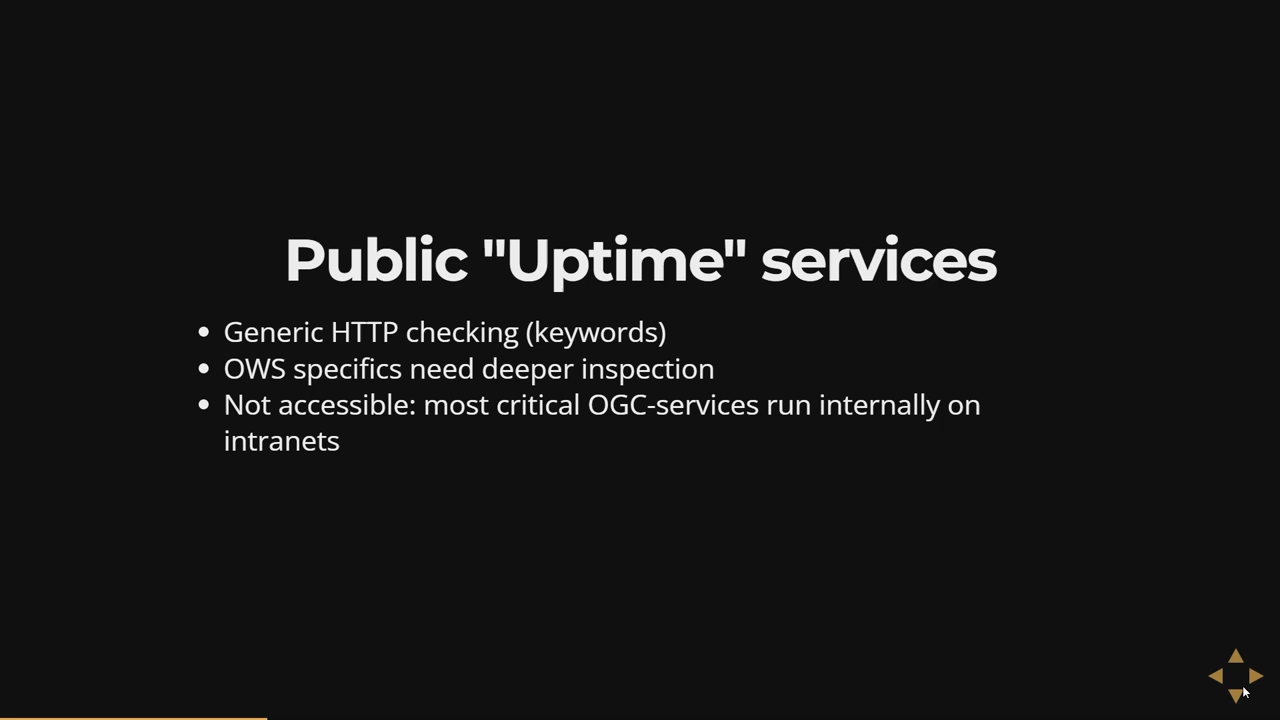 Public "Uptime" services
Generic HTTP checking (keywords)
OWS specifics need deeper inspection
Not accessible: most critical OGC-services run internally on
intranets